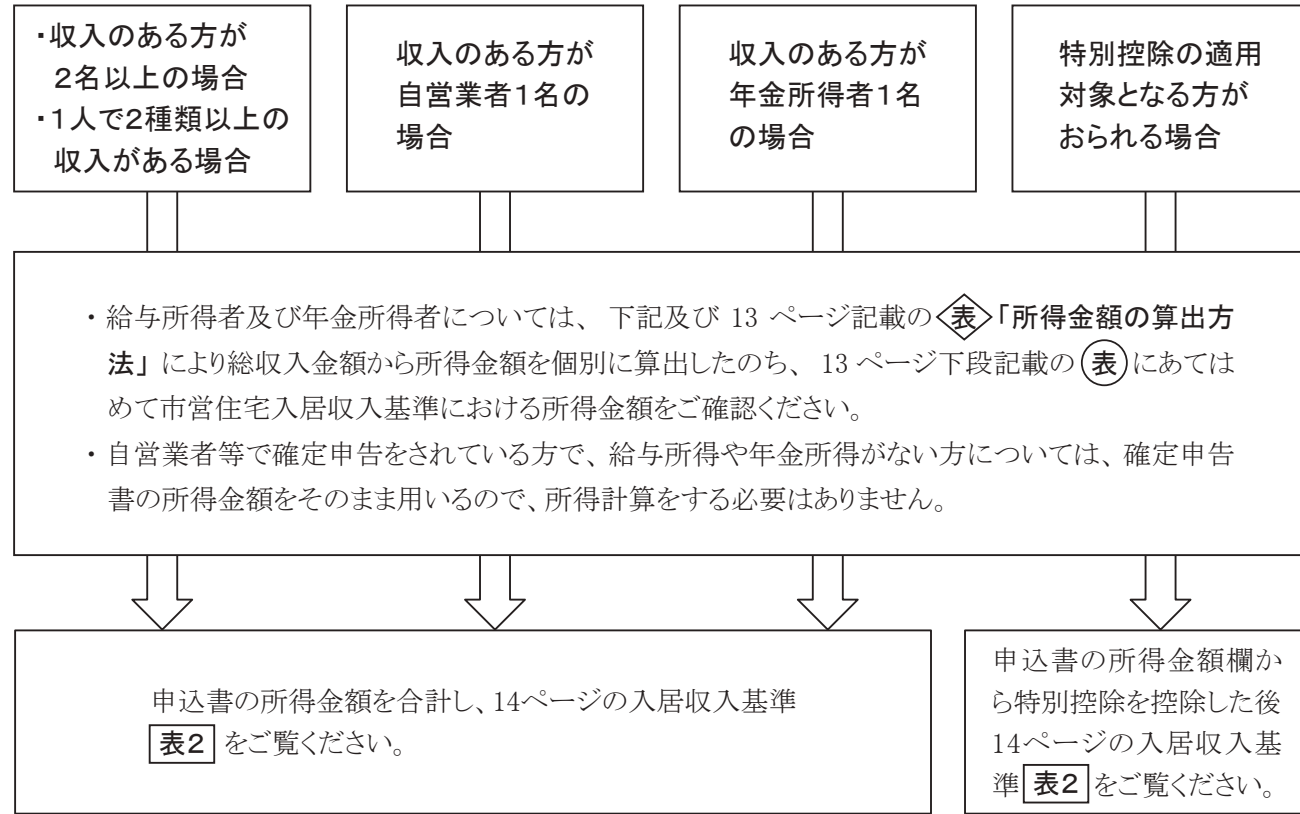 ・収入のある方が
2名以上の場合
・1人で2種類以上の
収入がある場合
収入のある方が
自営業者1名の
場合
収入のある方が
年金所得者1名
の場合
特別控除の適用
対象となる方が
おられる場合
・給与所得者及び年金所得者については、下記及び 13 ページ記載の表「所得金額の算出方
法」により総収入金額から所得金額を個別に算出したのち、13 ページ下段記載の表にあては
めて市営住宅入居収入基準における所得金額をご確認ください。
・自営業者等で確定申告をされている方で、給与所得や年金所得がない方については、確定申告
書の所得金額をそのまま用いるので、所得計算をする必要はありません。
申込書の所得金額を合計し、14ページの入居収入基準
表2 をご覧ください。
申込書の所得金額欄か
ら特別控除を控除した後
14ページの入居収入基
準 表2 をご覧ください。